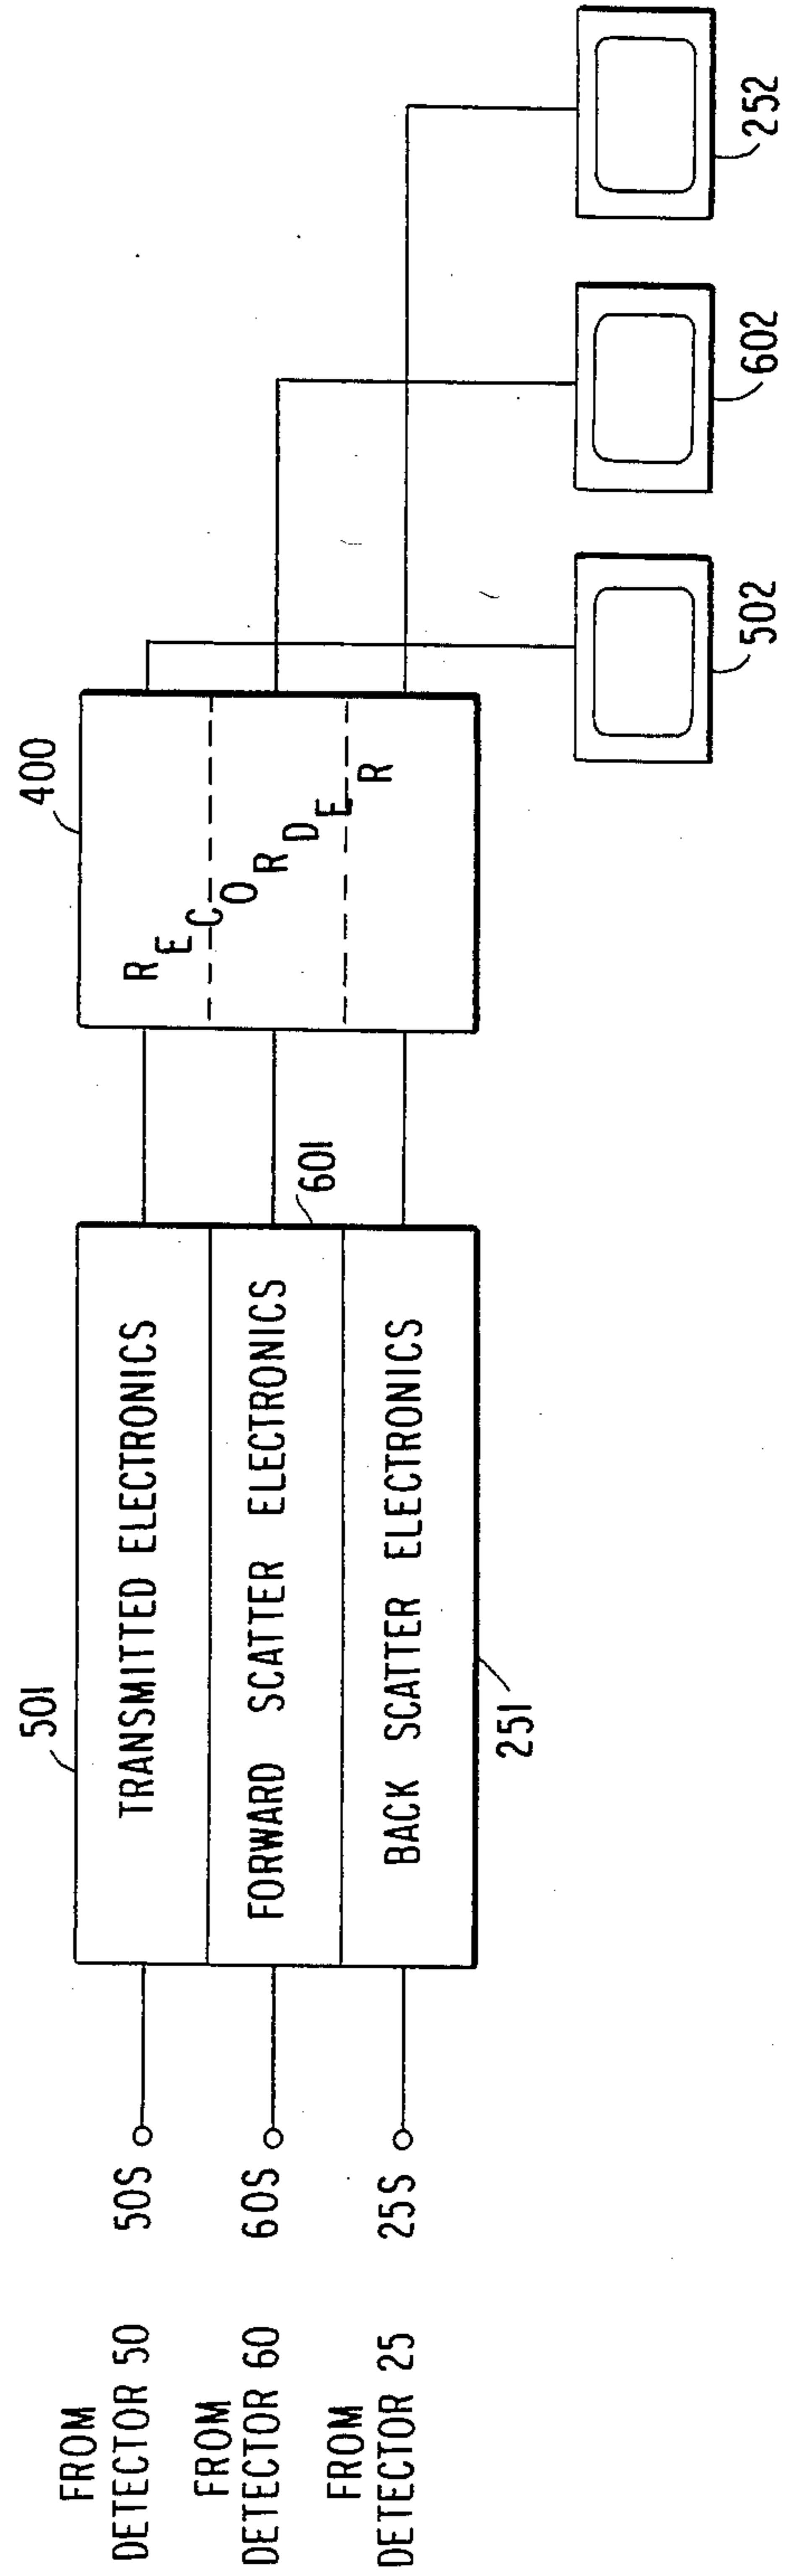 FROM
DETECTOR 50
50S
FROM
DETECTOR 60
60S
FROM
DETECTOR 25
25S
501
TRANSMITTED ELECTRONICS
FORWARD SCATTER ELECTRONICS
601
BACK SCATTER ELECTRONICS
251
400
RECORDER
502
602
252